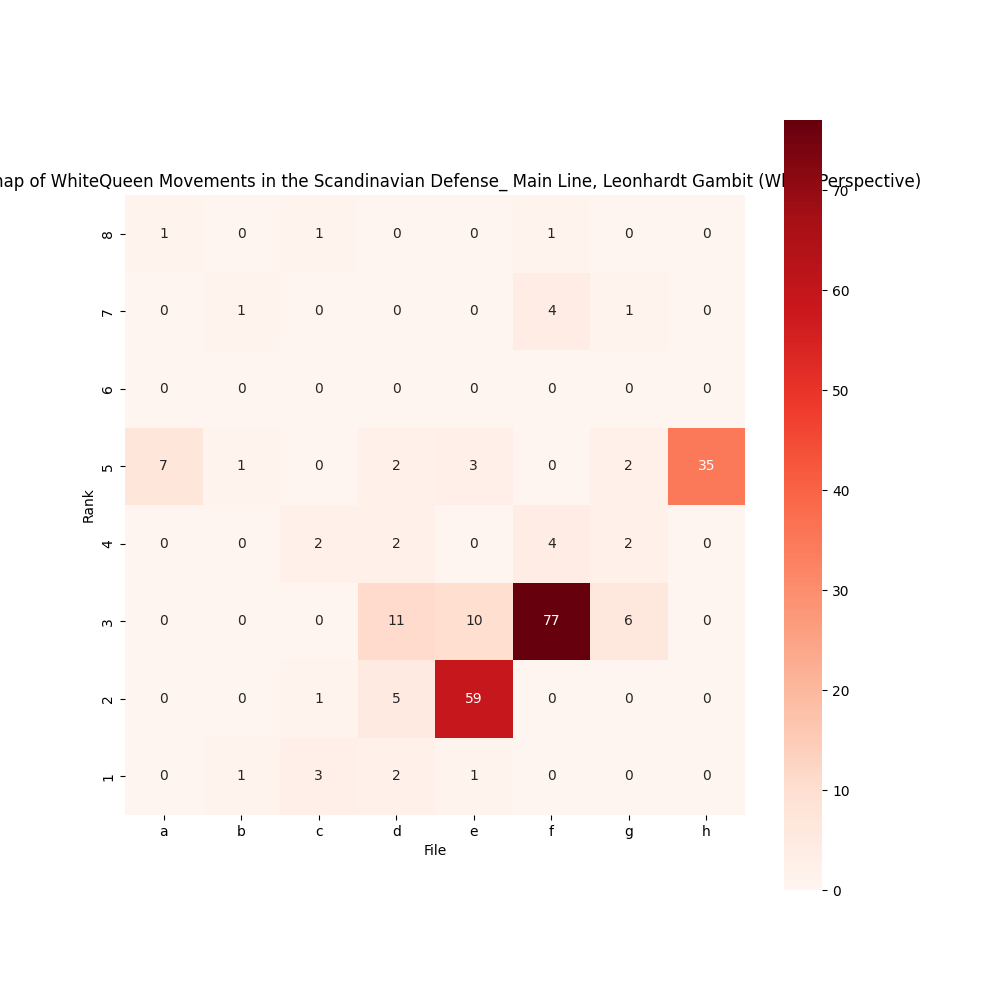 of WhiteQueen Movements in the Scandinavian Defense_ Main Line, Leonhardt Gambit (Perspective)
70
8 1 0 1 0 0 1 0 0
7 0 1 0 0 0 4 1 0
60
6 0 0 0 0 0 0 0 0
50
5 7 1 0 2 3 0 2 35
Rank
40
4 0 0 2 2 0 4 2 0
30
3 0 0 0 11 10 77 6 0
20
2 0 0 1 5 59 0 0 0
1 0 1 3 2 1 0 0 0
10
a b c d e f g h
File
0